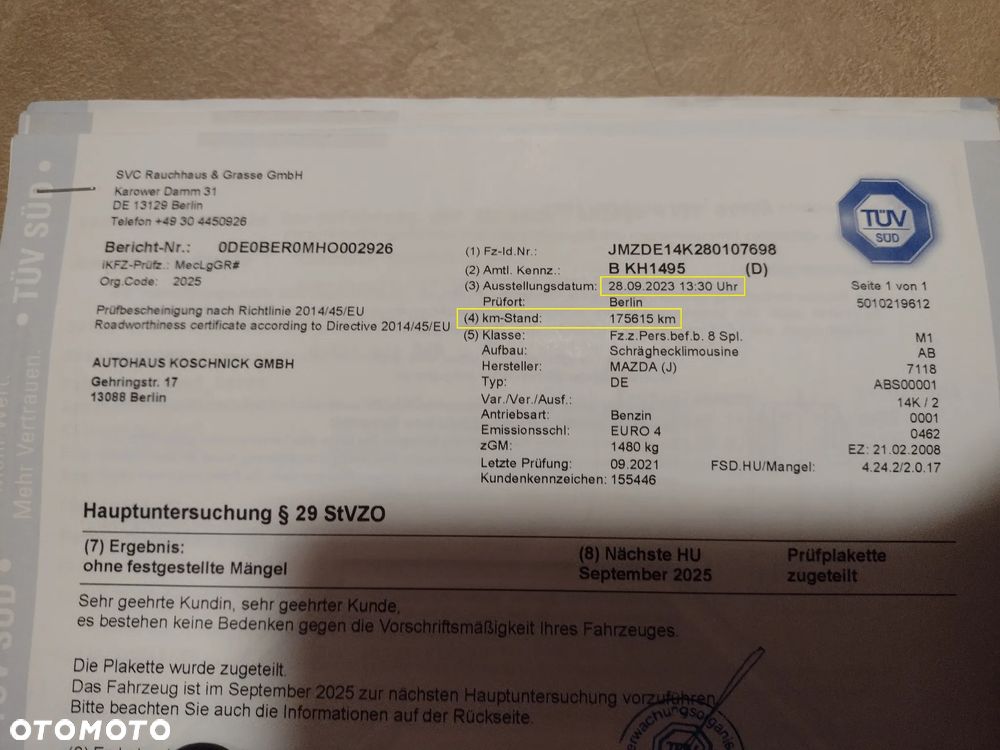 SVC Rauchhaus & Grasse GmbH
Karower Damm 31
DE 13129 Berlin
Telefon +49 30 4450926
Bericht-Nr.: 0DE0BER0MHO002926
iKFZ-Prüfz.: MecLgGR#
Org.Code: 2025
Prüfbescheinigung nach Richtlinie 2014/45/EU
Roadworthiness certificate according to Directive 2014/45/EU
AUTOHAUS KOSCHNICK GMBH
Gehringstr. 17
13088 Berlin
(1) Fz-Id.Nr.: JMZDE14K280107698
(2) Amtl. Kennz.: B KH1495 (D)
(3) Ausstellungsdatum: 28.09.2023 13:30 Uhr Seite 1 von 1
Prüfort: Berlin 5010219612
(4) km-Stand: 175615 km
(5) Klasse: Fz.z.Pers.bef.b. 8 Spl. M1
Aufbau: Schräghecklimousine AB
Hersteller: MAZDA (J) 7118
Typ: DE ABS00001
Var./Ver./Ausf.: 14K / 2
Antriebsart: Benzin 0001
Emissionsschl: EURO 4 0462
zGM: 1480 kg EZ: 21.02.2008
Letzte Prüfung: 09.2021 FSD.HU/Mangel: 4.24.2/2.0.17
Kundenkennzeichen: 155446
TÜV
SÜD
Hauptuntersuchung § 29 StVZO
(7) Ergebnis: (8) Nächste HU Prüfplakette
ohne festgestellte Mängel September 2025 zugeteilt
Sehr geehrte Kundin, sehr geehrter Kunde,
es bestehen keine Bedenken gegen die Vorschriftsmäßigkeit Ihres Fahrzeuges.
Die Plakette wurde zugeteilt.
Das Fahrzeug ist im September 2025 zur nächsten Hauptuntersuchung vorzuführen.
Bitte beachten Sie auch die Informationen auf der Rückseite.
Mehr Vertrauen. • TÜV SÜD •
OTOMOTO